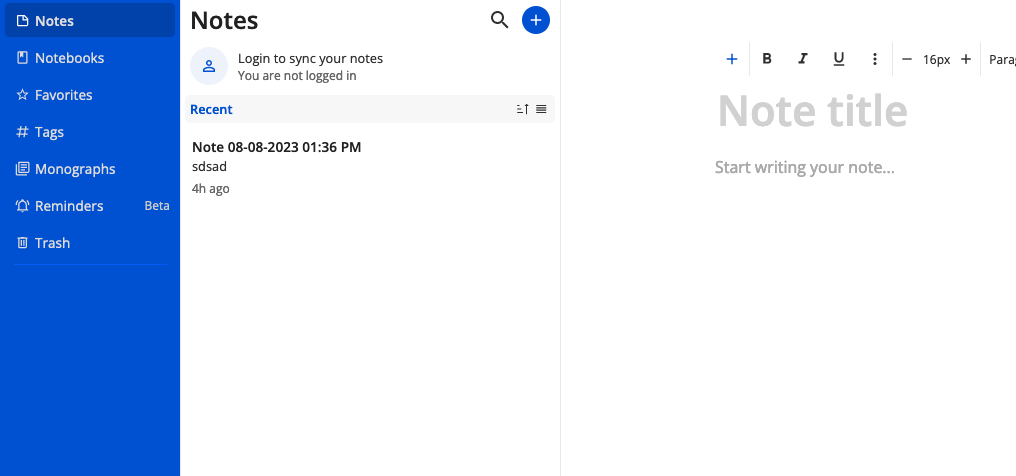 Notes
Notebooks
Favorites
Tags
Monographs
Reminders Beta
Trash
Notes
Login to sync your notes
You are not logged in
Recent
Note 08-08-2023 01:36 PM
sdsad
4h ago
B I U 16px Parag
Note title
Start writing your note...